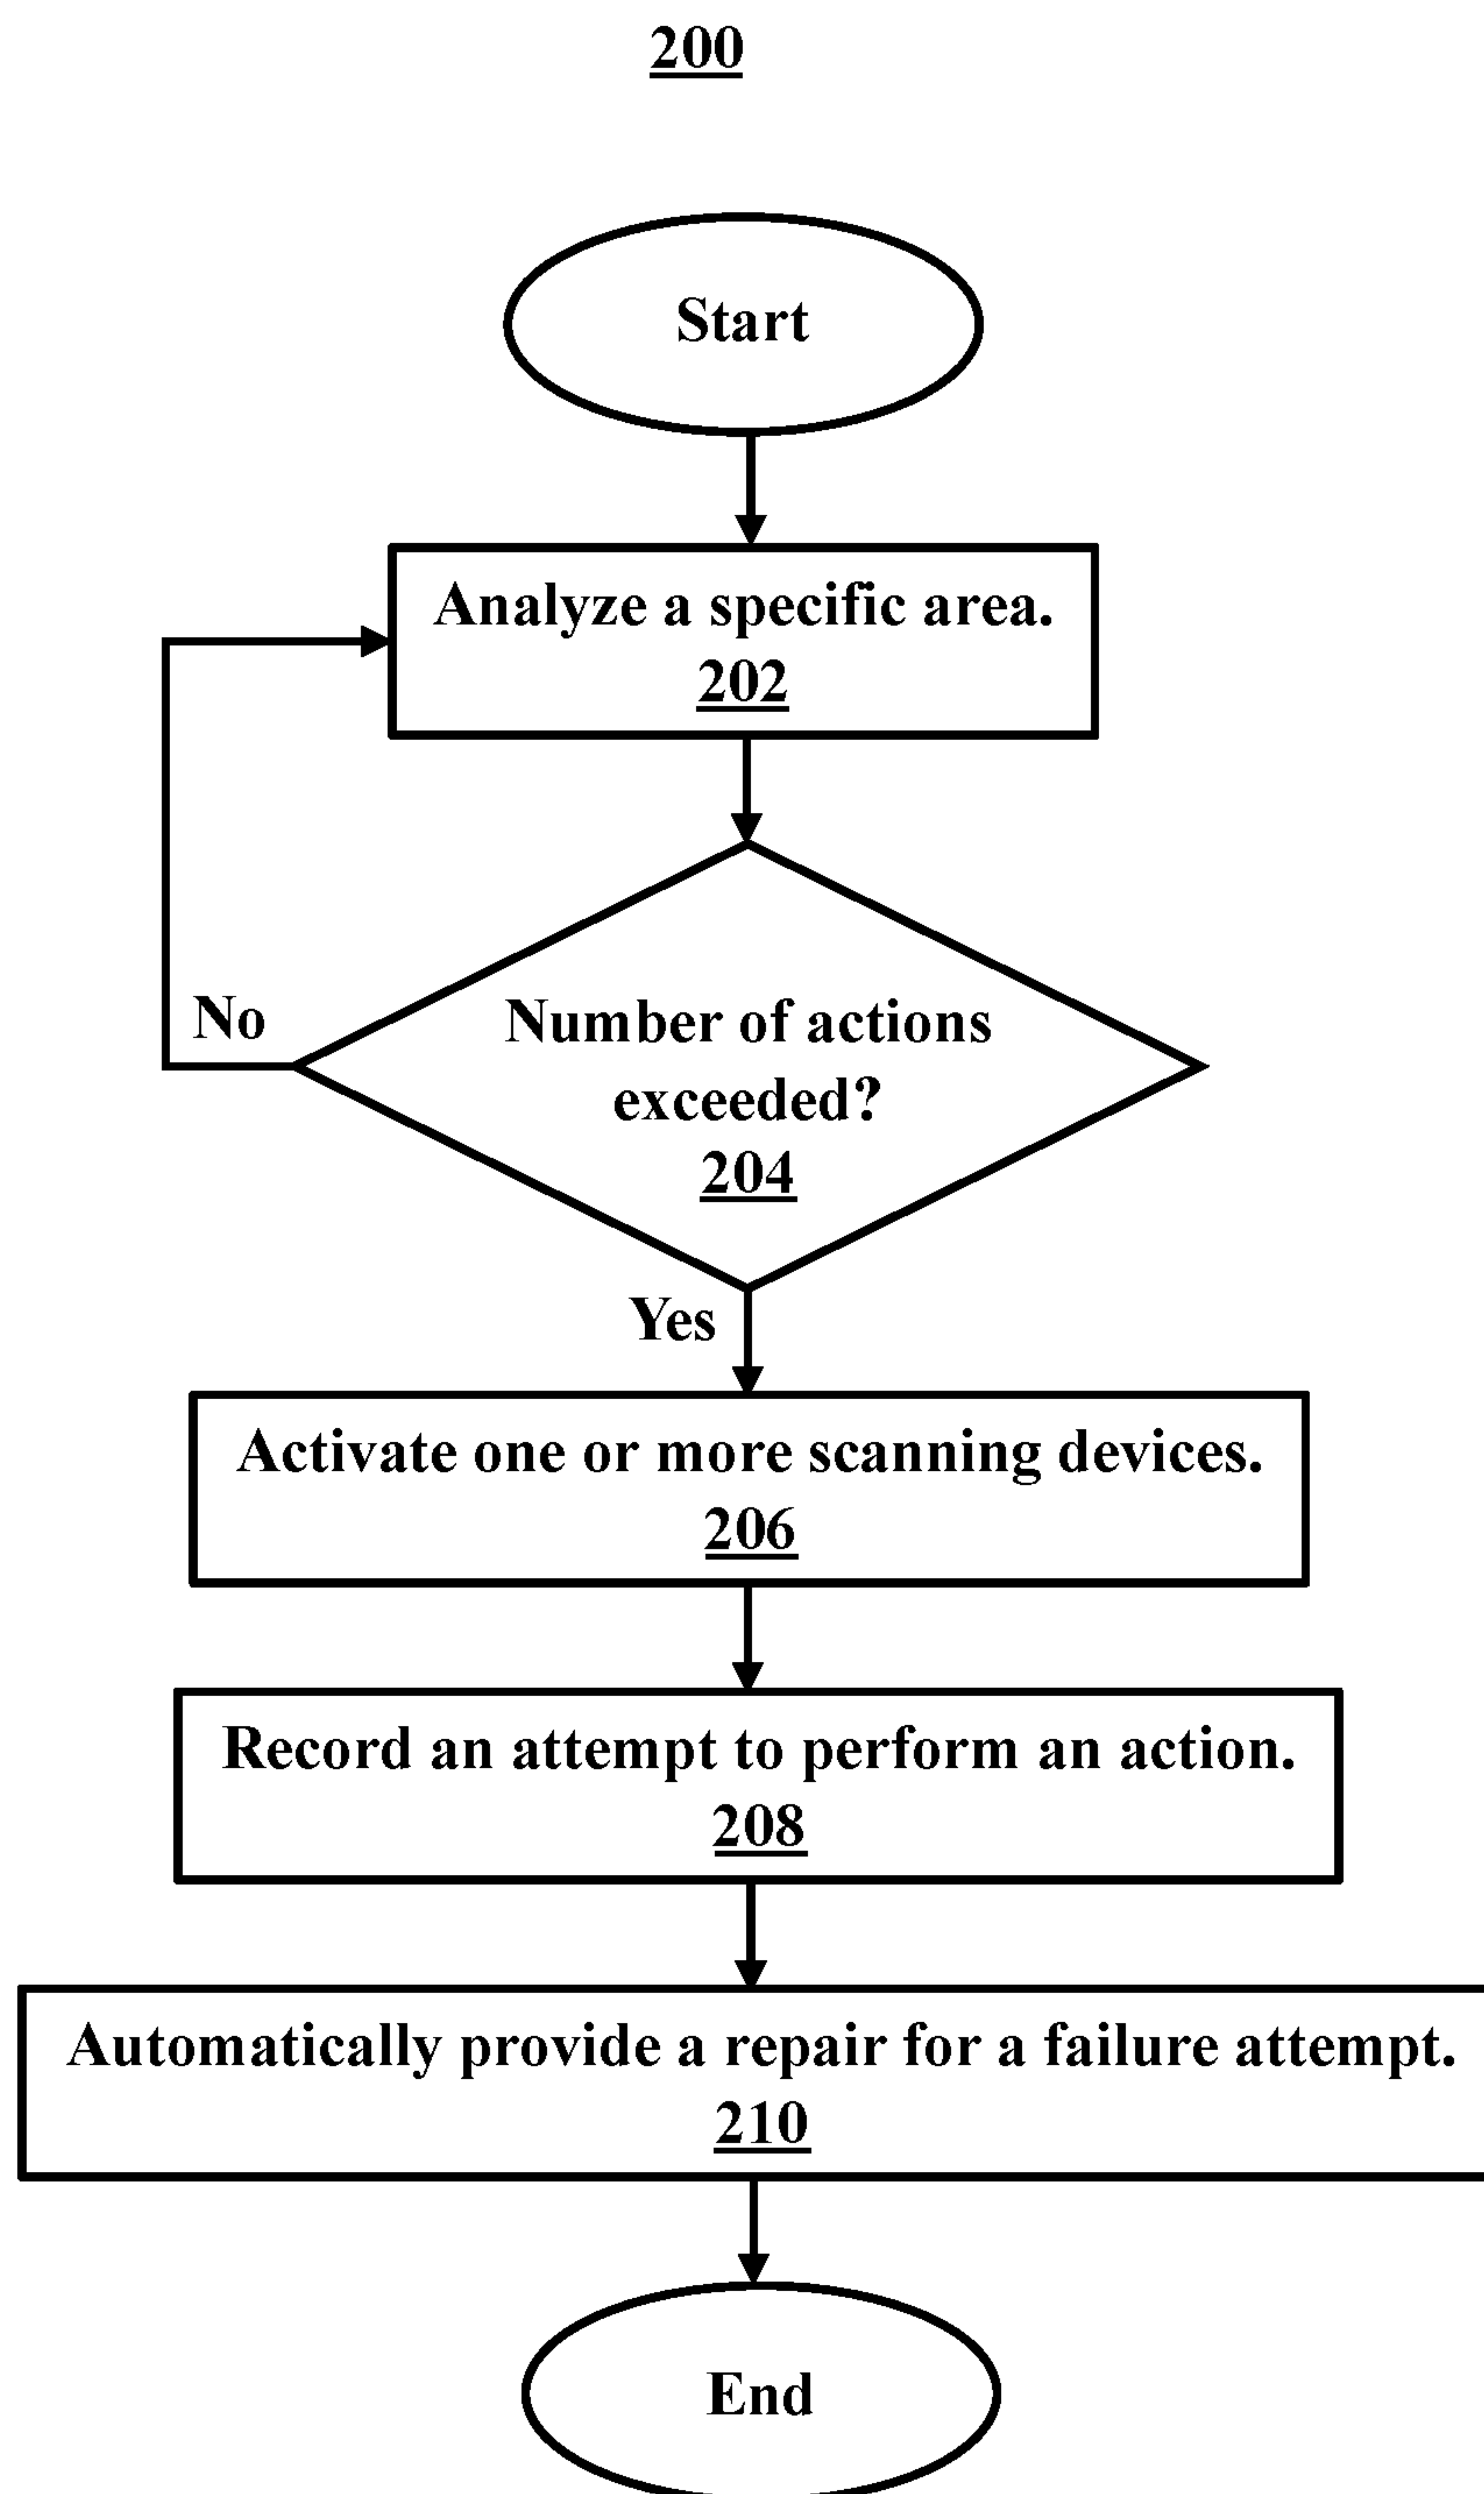 200
Start
Analyze a specific area.
202
Number of actions
exceeded?
204
No
Yes
Activate one or more scanning devices.
206
Record an attempt to perform an action.
208
Automatically provide a repair for a failure attempt.
210
End